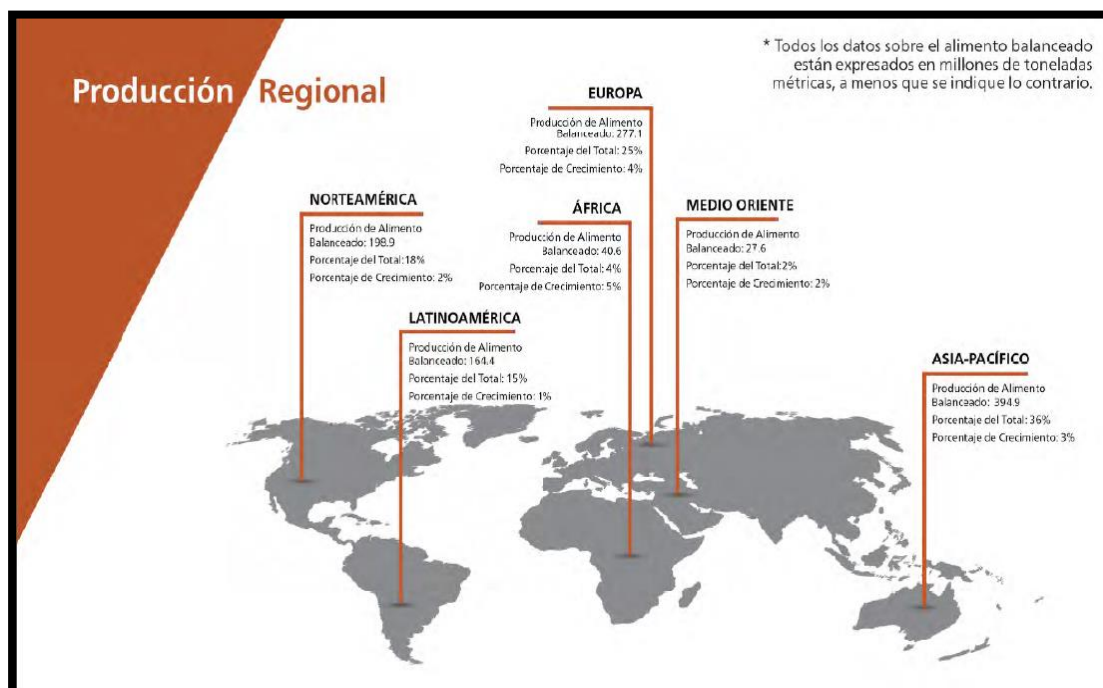 Producción Regional
* Todos los datos sobre el alimento balanceado
están expresados en millones de toneladas
métricas, a menos que se indique lo contrario.
EUROPA
Producción de Alimento
Balanceado: 277.1
Porcentaje del Total: 25%
Porcentaje de Crecimiento: 4%
NORTEAMÉRICA
Producción de Alimento
Balanceado: 198.9
Porcentaje del Total:18%
Porcentaje de Crecimiento: 2%
ÁFRICA
Producción de Alimento
Balanceado: 40.6
Porcentaje del Total: 4%
Porcentaje de Crecimiento: 5%
MEDIO ORIENTE
Producción de Alimento
Balanceado: 27.6
Porcentaje del Total:2%
Porcentaje de Crecimiento: 2%
LATINOAMÉRICA
Producción de Alimento
Balanceado: 164.4
Porcentaje del Total: 15%
Porcentaje de Crecimiento: 1%
ASIA-PACÍFICO
Producción de Alimento
Balanceado: 394.9
Porcentaje del Total: 36%
Porcentaje de Crecimiento: 3%